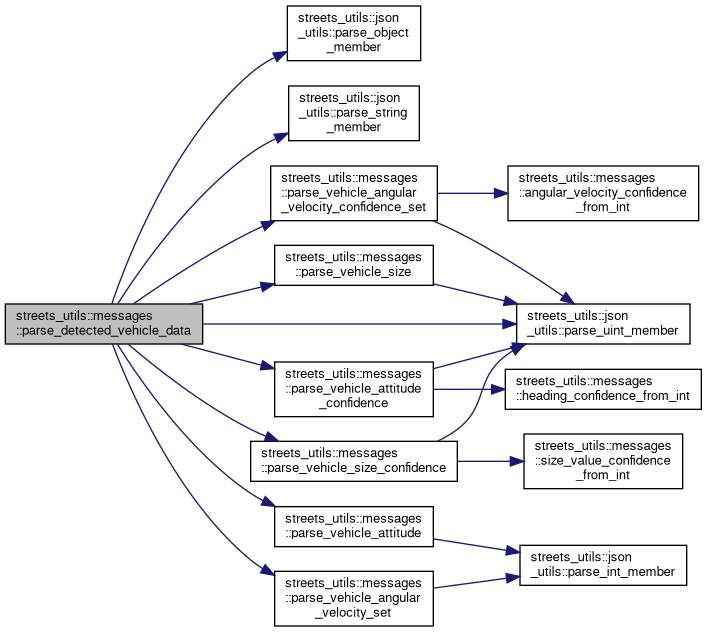 streets_utils::json
_utils::parse_object
_member
streets_utils::json
_utils::parse_string
_member
streets_utils::messages
::parse_vehicle_angular
_velocity_confidence_set
streets_utils::messages
::angular_velocity_confidence
_from_int
streets_utils::messages
::parse_vehicle_size
streets_utils::messages
::parse_detected_vehicle_data
streets_utils::json
_utils::parse_uint_member
streets_utils::messages
::parse_vehicle_attitude
_confidence
streets_utils::messages
::heading_confidence_from_int
streets_utils::messages
::parse_vehicle_size_confidence
streets_utils::messages
::size_value_confidence
_from_int
streets_utils::messages
::parse_vehicle_attitude
streets_utils::json
_utils::parse_int_member
streets_utils::messages
::parse_vehicle_angular
_velocity_set